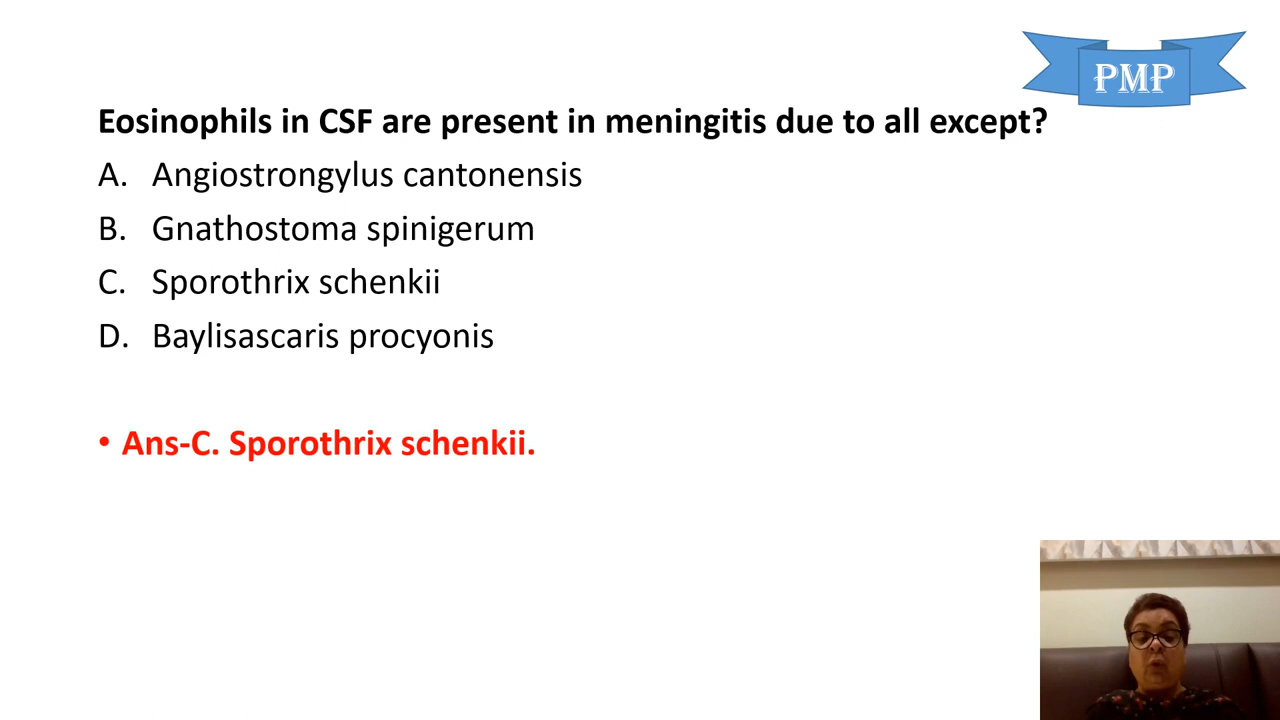 PMP
Eosinophils in CSF are present in meningitis due to all except?
A. Angiostrongylus cantonensis
B. Gnathostoma spinigerum
C. Sporothrix schenkii
D. Baylisascaris procyonis
• Ans-C. Sporothrix schenkii.